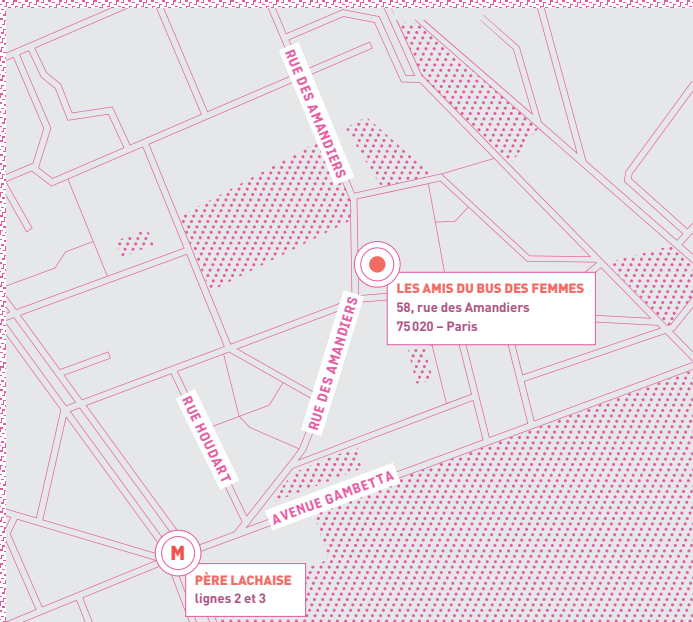 RUE DES AMANDIERS
LES AMIS DU BUS DES FEMMES
58, rue des Amandiers
75020 – Paris
RUE DES AMANDIERS
RUE HOUDART
AVENUE GAMBETTA
M
PÈRE LACHAISE
lignes 2 et 3